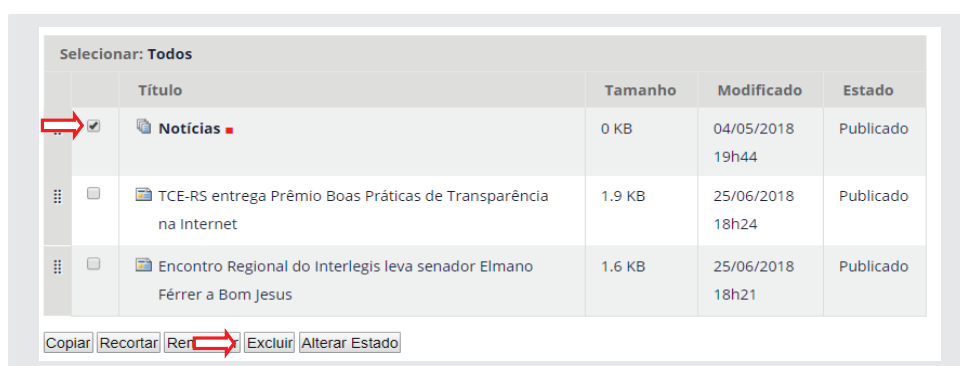 Selecionar: Todos
Título Tamanho Modificado Estado
Notícias 0 KB 04/05/2018 Publicado
19h44
TCE-RS entrega Prêmio Boas Práticas de Transparência 1.9 KB 25/06/2018 Publicado
na Internet 18h24
Encontro Regional do Interlegis leva senador Elmano 1.6 KB 25/06/2018 Publicado
Férrer a Bom Jesus 18h21
Copiar Recortar Excluir Alterar Estado